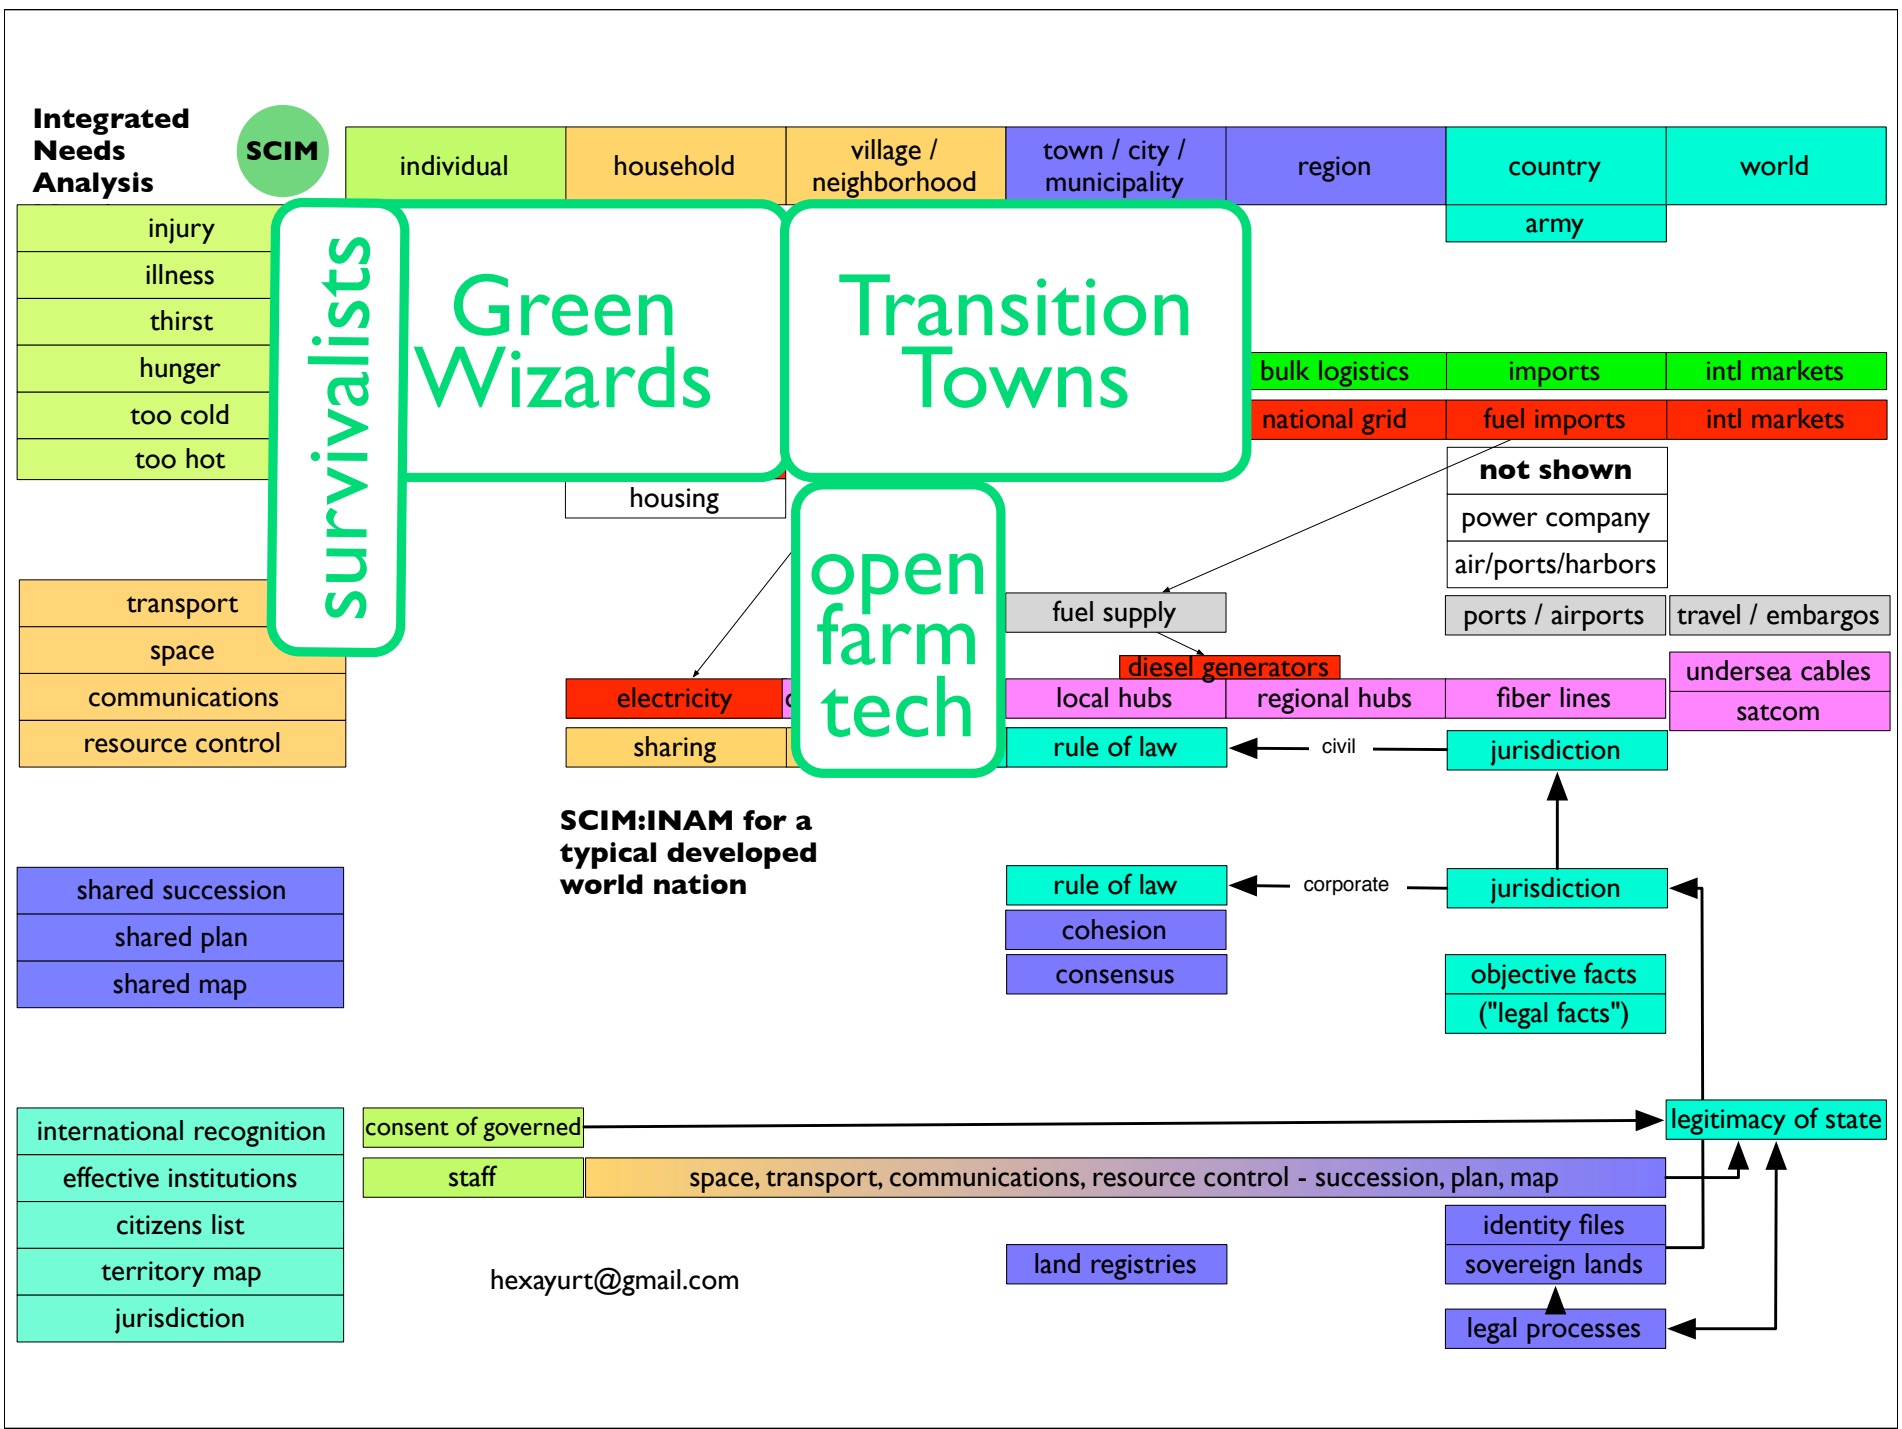 Integrated
Needs
Analysis
SCIM
individual
household
village /
neighborhood
town / city /
municipality
region
country
world
injury
illness
thirst
hunger
too cold
too hot
survivalists
Green
Wizards
Transition
Towns
army
bulk logistics
imports
intl markets
national grid
fuel imports
intl markets
not shown
power company
air/ports/harbors
housing
open
farm
tech
transport
space
communications
resource control
fuel supply
ports / airports
travel / embargos
diesel generators
undersea cables
satcom
electricity
local hubs
regional hubs
fiber lines
sharing
rule of law
civil
jurisdiction
SCIM:INAM for a
typical developed
world nation
shared succession
shared plan
shared map
rule of law
corporate
jurisdiction
cohesion
consensus
objective facts
("legal facts")
international recognition
effective institutions
citizens list
territory map
jurisdiction
consent of governed
legitimacy of state
staff
space, transport, communications, resource control - succession, plan, map
identity files
land registries
sovereign lands
hexayurt@gmail.com
legal processes